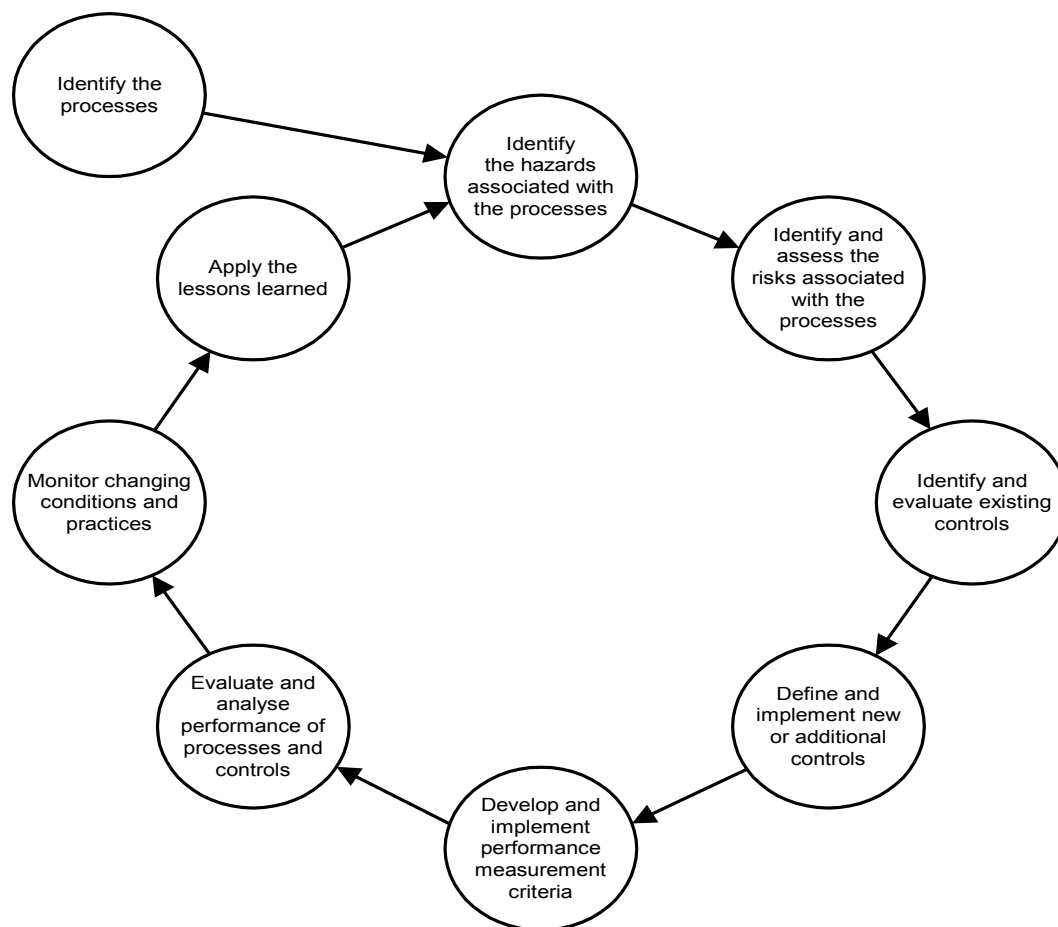 Identify the
processes
Identify
the hazards
associated with
the processes
Identify and
assess the
risks associated
with the
processes
Identify and
evaluate existing
controls
Define and
implement new
or additional
controls
Develop and
implement
performance
measurement
criteria
Evaluate and
analyse
performance of
processes and
controls
Monitor changing
conditions and
practices
Apply the
lessons learned